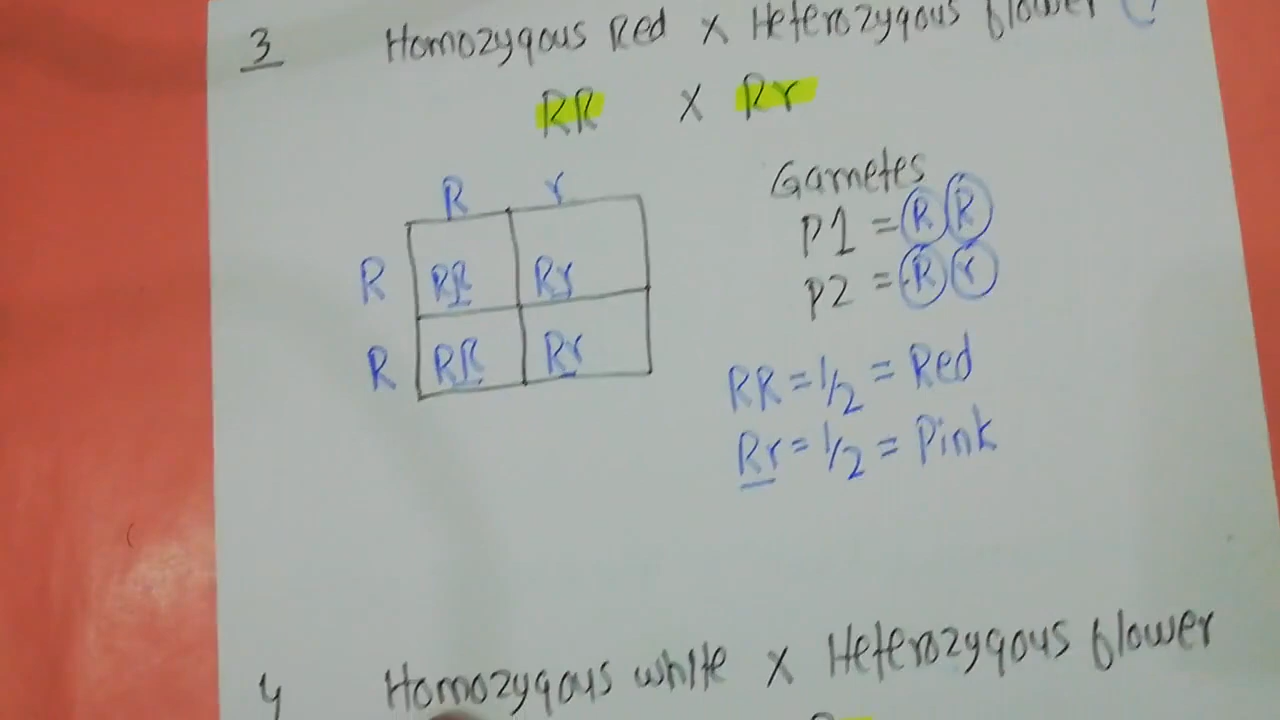 3 Homozygous Red X Heterozygous flower
RR X Rr
R r
R RR Rr
R RR Rr
Gametes
P1 = R R
P2 = R r
RR = 1/2 = Red
Rr = 1/2 = Pink
4 Homozygous white X Heterozygous flower